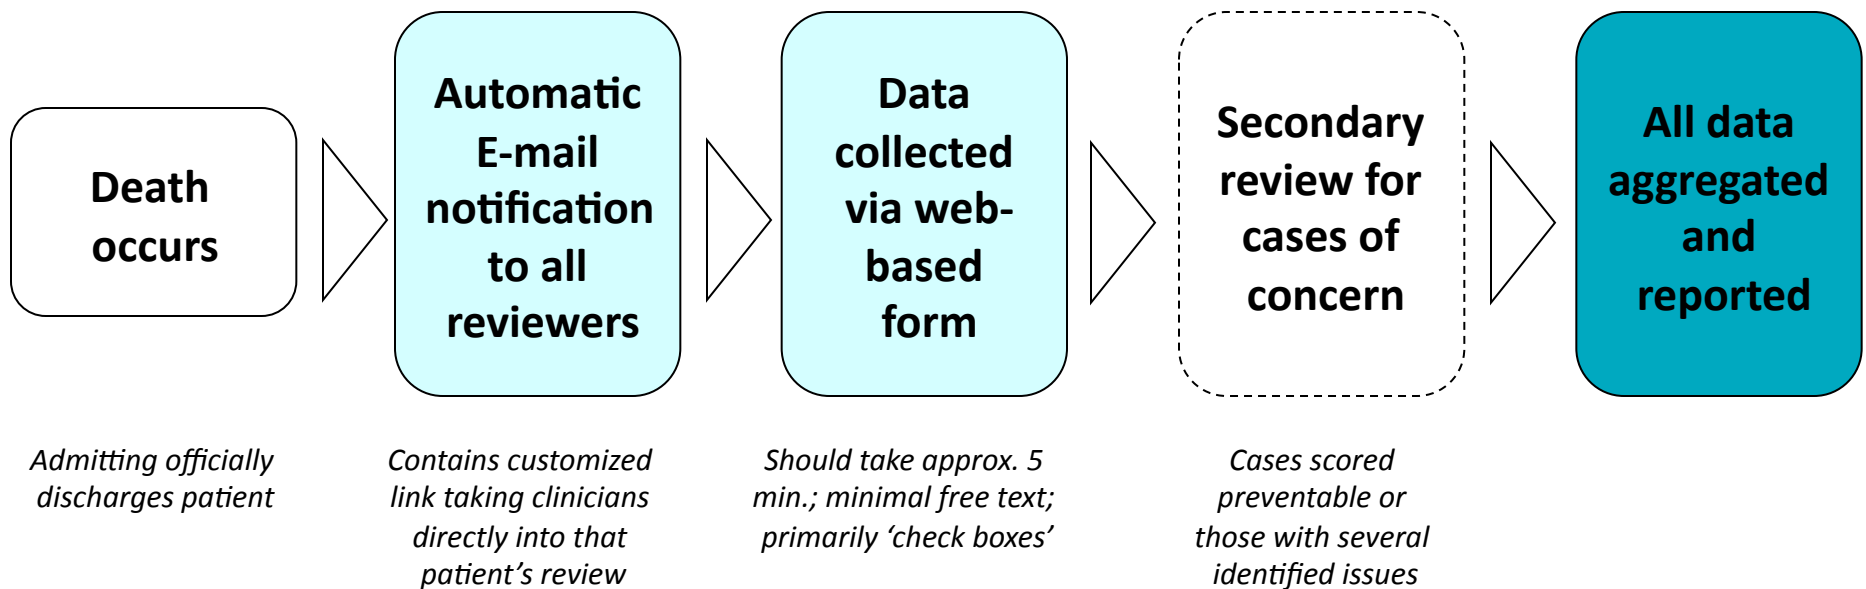 Death
occurs
Automatic
E-mail
notification
to all
reviewers
Data
collected
via web-
based
form
Secondary
review for
cases of
concern
All data
aggregated
and
reported
Admitting officially
discharges patient
Contains customized
link taking clinicians
directly into that
patient’s review
Should take approx. 5
min.; minimal free text;
primarily ‘check boxes’
Cases scored
preventable or
those with several
identified issues